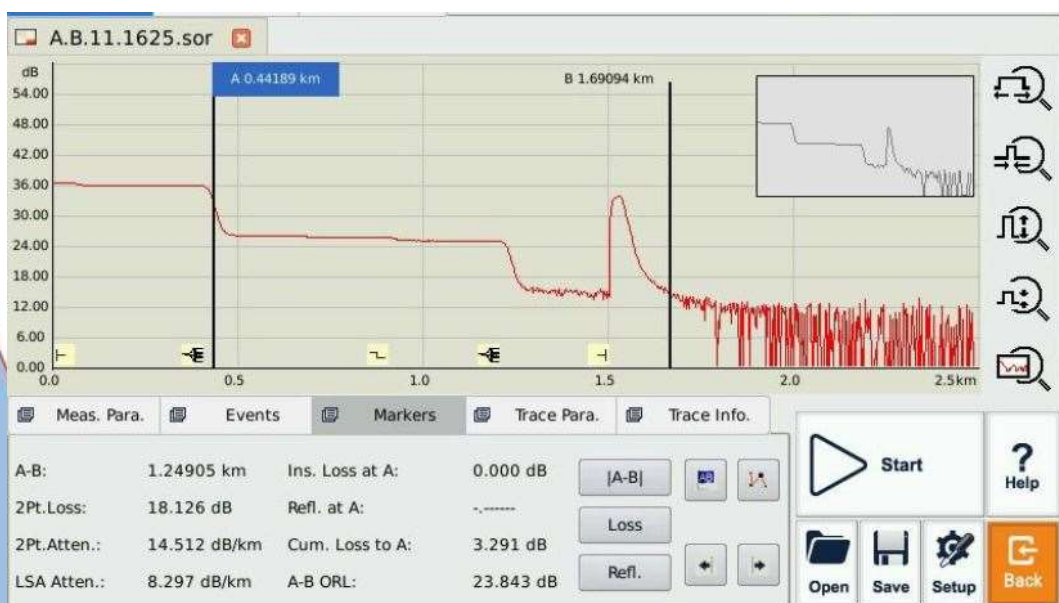 A.B.11.1625.sor
dB
54.00
48.00
42.00
36.00
30.00
24.00
18.00
12.00
6.00
0.00
A 0.44189 km
B 1.69094 km
0.0 0.5 1.0 1.5 2.0 2.5km
Meas. Para. Events Markers Trace Para. Trace Info.
A-B: 1.24905 km Ins. Loss at A: 0.000 dB
2Pt.Loss: 18.126 dB Refl. at A: -.------
2Pt.Atten.: 14.512 dB/km Cum. Loss to A: 3.291 dB
LSA Atten.: 8.297 dB/km A-B ORL: 23.843 dB
|A-B|
Loss
Refl.
AB
Start
?
Help
Open Save Setup Back